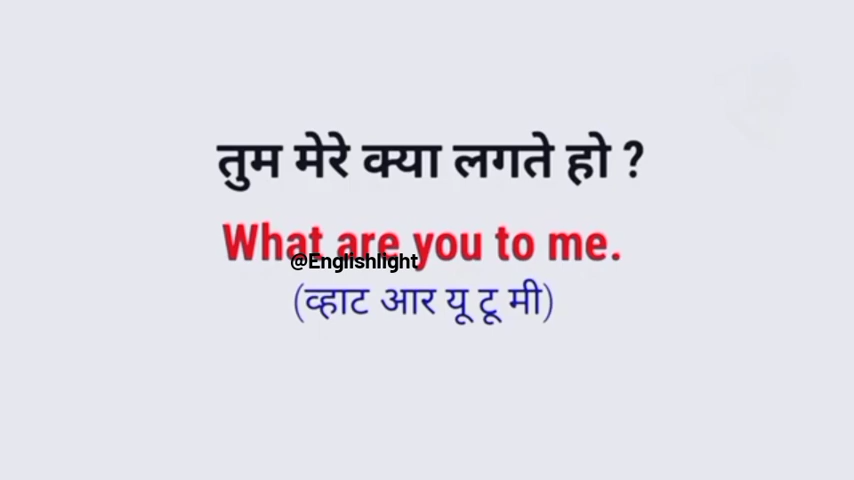 तुम मेरे क्या लगते हो ?
What are you to me.
@Englishlight
(व्हाट आर यू टू मी)